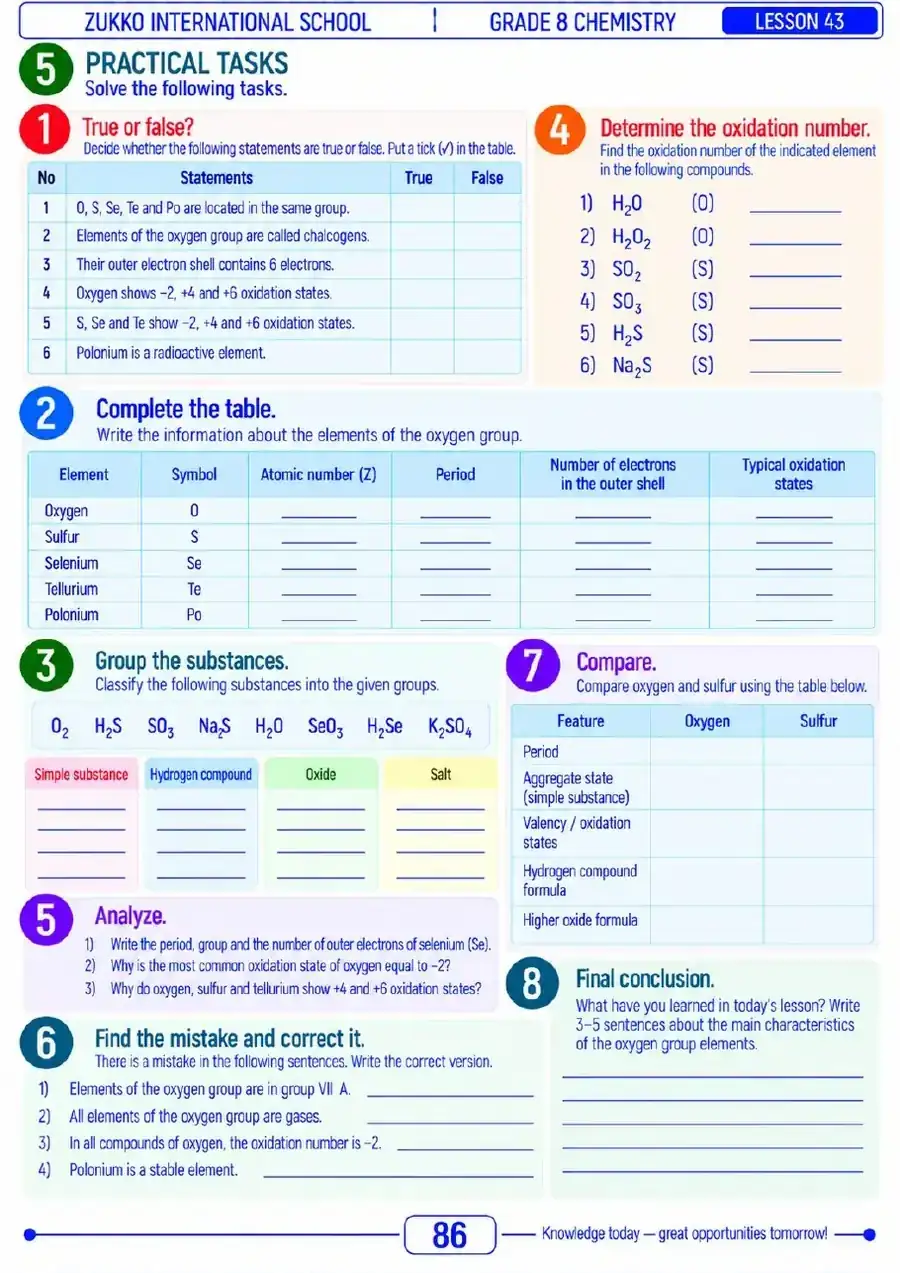 ZUKKO INTERNATIONAL SCHOOL | GRADE 8 CHEMISTRY LESSON 43
5 PRACTICAL TASKS
Solve the following tasks.
1 True or false?
Decide whether the following statements are true or false. Put a tick (✓) in the table.
No Statements True False
1 O, S, Se, Te and Po are located in the same group.
2 Elements of the oxygen group are called chalcogens.
3 Their outer electron shell contains 6 electrons.
4 Oxygen shows –2, +4 and +6 oxidation states.
5 S, Se and Te show –2, +4 and +6 oxidation states.
6 Polonium is a radioactive element.
4 Determine the oxidation number.
Find the oxidation number of the indicated element
in the following compounds.
1) H₂O (O)
2) H₂O₂ (O)
3) SO₂ (S)
4) SO₃ (S)
5) H₂S (S)
6) Na₂S (S)
2 Complete the table.
Write the information about the elements of the oxygen group.
Element Symbol Atomic number (Z) Period Number of electrons in the outer shell Typical oxidation states
Oxygen O
Sulfur S
Selenium Se
Tellurium Te
Polonium Po
3 Group the substances.
Classify the following substances into the given groups.
O₂ H₂S SO₃ Na₂S H₂O SeO₃ H₂Se K₂SO₄
Simple substance Hydrogen compound Oxide Salt
7 Compare.
Compare oxygen and sulfur using the table below.
Feature Oxygen Sulfur
Period
Aggregate state
(simple substance)
Valency / oxidation
states
Hydrogen compound
formula
Higher oxide formula
5 Analyze.
1) Write the period, group and the number of outer electrons of selenium (Se).
2) Why is the most common oxidation state of oxygen equal to –2?
3) Why do oxygen, sulfur and tellurium show +4 and +6 oxidation states?
6 Find the mistake and correct it.
There is a mistake in the following sentences. Write the correct version.
1) Elements of the oxygen group are in group VII A.
2) All elements of the oxygen group are gases.
3) In all compounds of oxygen, the oxidation number is –2.
4) Polonium is a stable element.
8 Final conclusion.
What have you learned in today's lesson? Write
3–5 sentences about the main characteristics
of the oxygen group elements.
86
Knowledge today — great opportunities tomorrow!